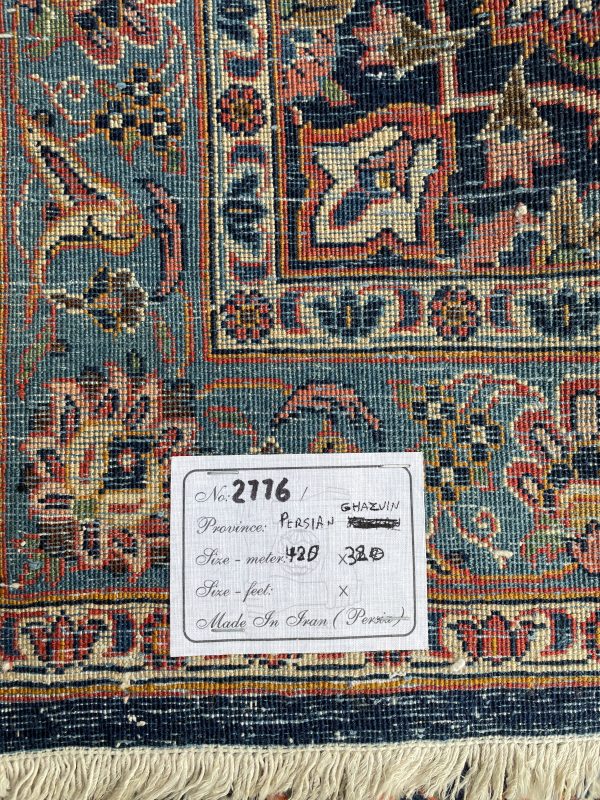 No: 2776 /
Province: PERSIAN GHAZVIN
Size - meter: 420 x 320
Size - feet: x
Made In Iran ( Persia )